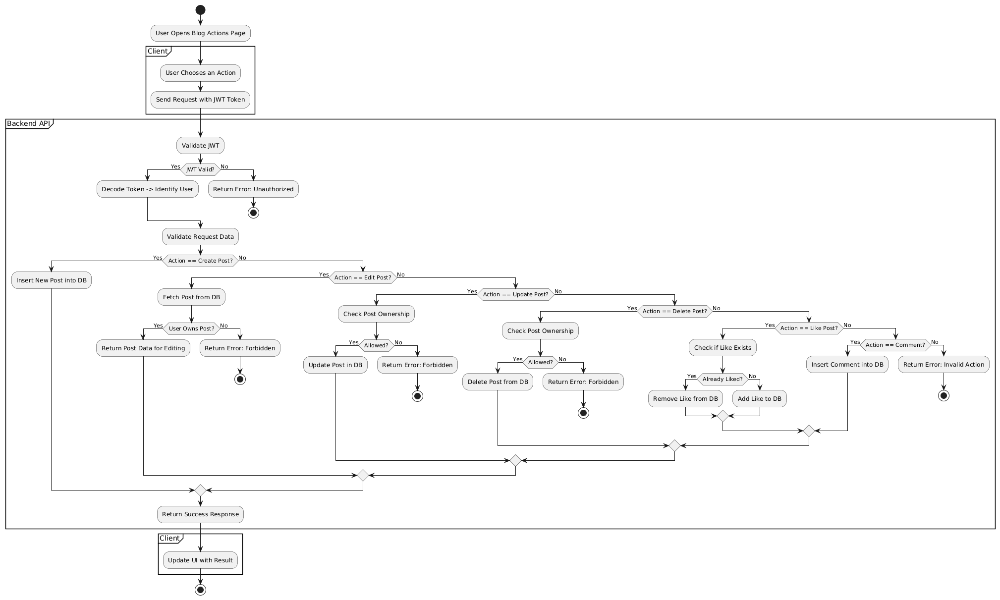 User Opens Blog Actions Page
Client
User Chooses an Action
Send Request with JWT Token
Backend API
Validate JWT
Yes
JWT Valid?
No
Decode Token -> Identify User
Return Error: Unauthorized
Validate Request Data
Yes
Action == Create Post?
No
Insert New Post into DB
Yes
Action == Edit Post?
No
Fetch Post from DB
Yes
User Owns Post?
No
Return Post Data for Editing
Return Error: Forbidden
Yes
Action == Update Post?
No
Check Post Ownership
Yes
Allowed?
No
Update Post in DB
Return Error: Forbidden
Yes
Action == Delete Post?
No
Check Post Ownership
Yes
Allowed?
No
Delete Post from DB
Return Error: Forbidden
Yes
Action == Like Post?
No
Check if Like Exists
Yes
Already Liked?
No
Remove Like from DB
Add Like to DB
Yes
Action == Comment?
No
Insert Comment into DB
Return Error: Invalid Action
Return Success Response
Client
Update UI with Result